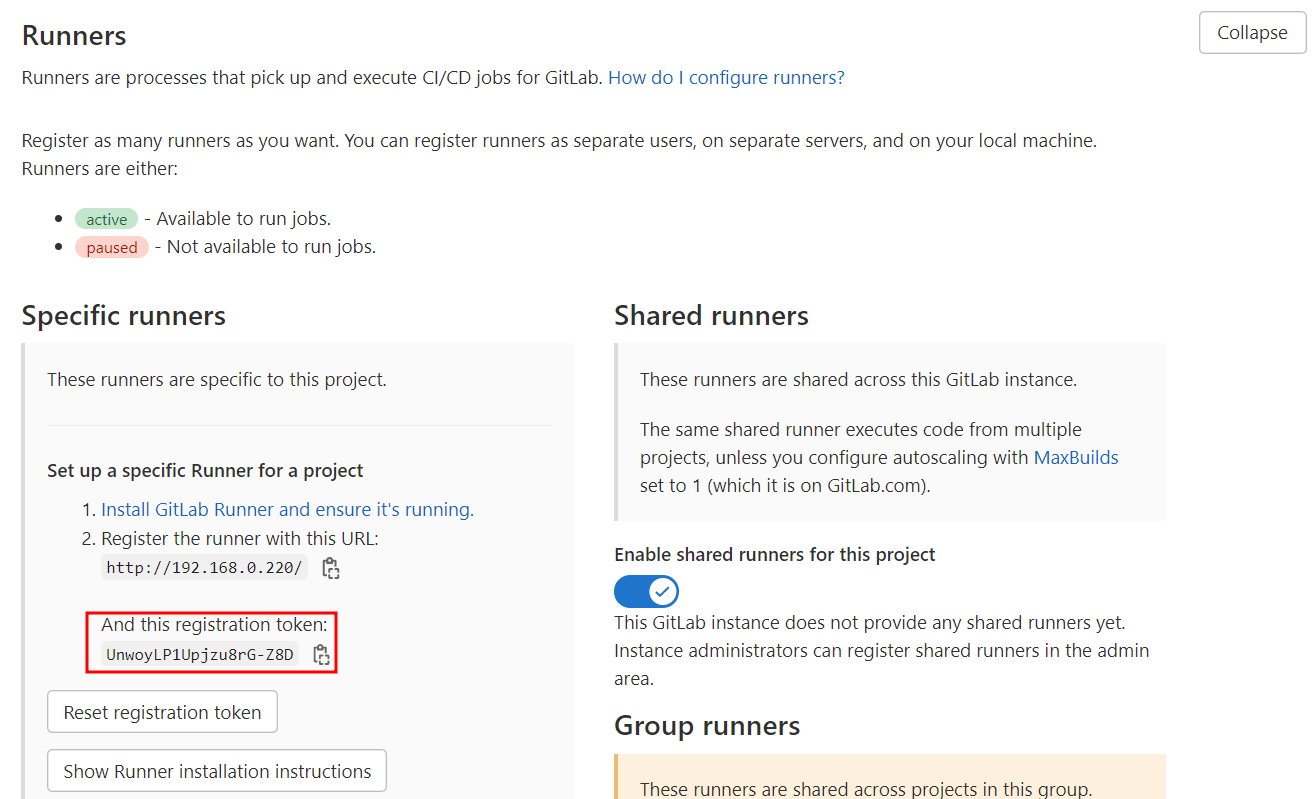 Runners
Collapse
Runners are processes that pick up and execute CI/CD jobs for GitLab. How do I configure runners?
Register as many runners as you want. You can register runners as separate users, on separate servers, and on your local machine.
Runners are either:
• active - Available to run jobs.
• paused - Not available to run jobs.
Specific runners
These runners are specific to this project.
Set up a specific Runner for a project
1. Install GitLab Runner and ensure it's running.
2. Register the runner with this URL:
http://192.168.0.220/
And this registration token:
UnwoyLP1Upjzu8rG-Z8D
Reset registration token
Show Runner installation instructions
Shared runners
These runners are shared across this GitLab instance.
The same shared runner executes code from multiple
projects, unless you configure autoscaling with MaxBuilds
set to 1 (which it is on GitLab.com).
Enable shared runners for this project
This GitLab instance does not provide any shared runners yet.
Instance administrators can register shared runners in the admin
area.
Group runners
These runners are shared across projects in this group.